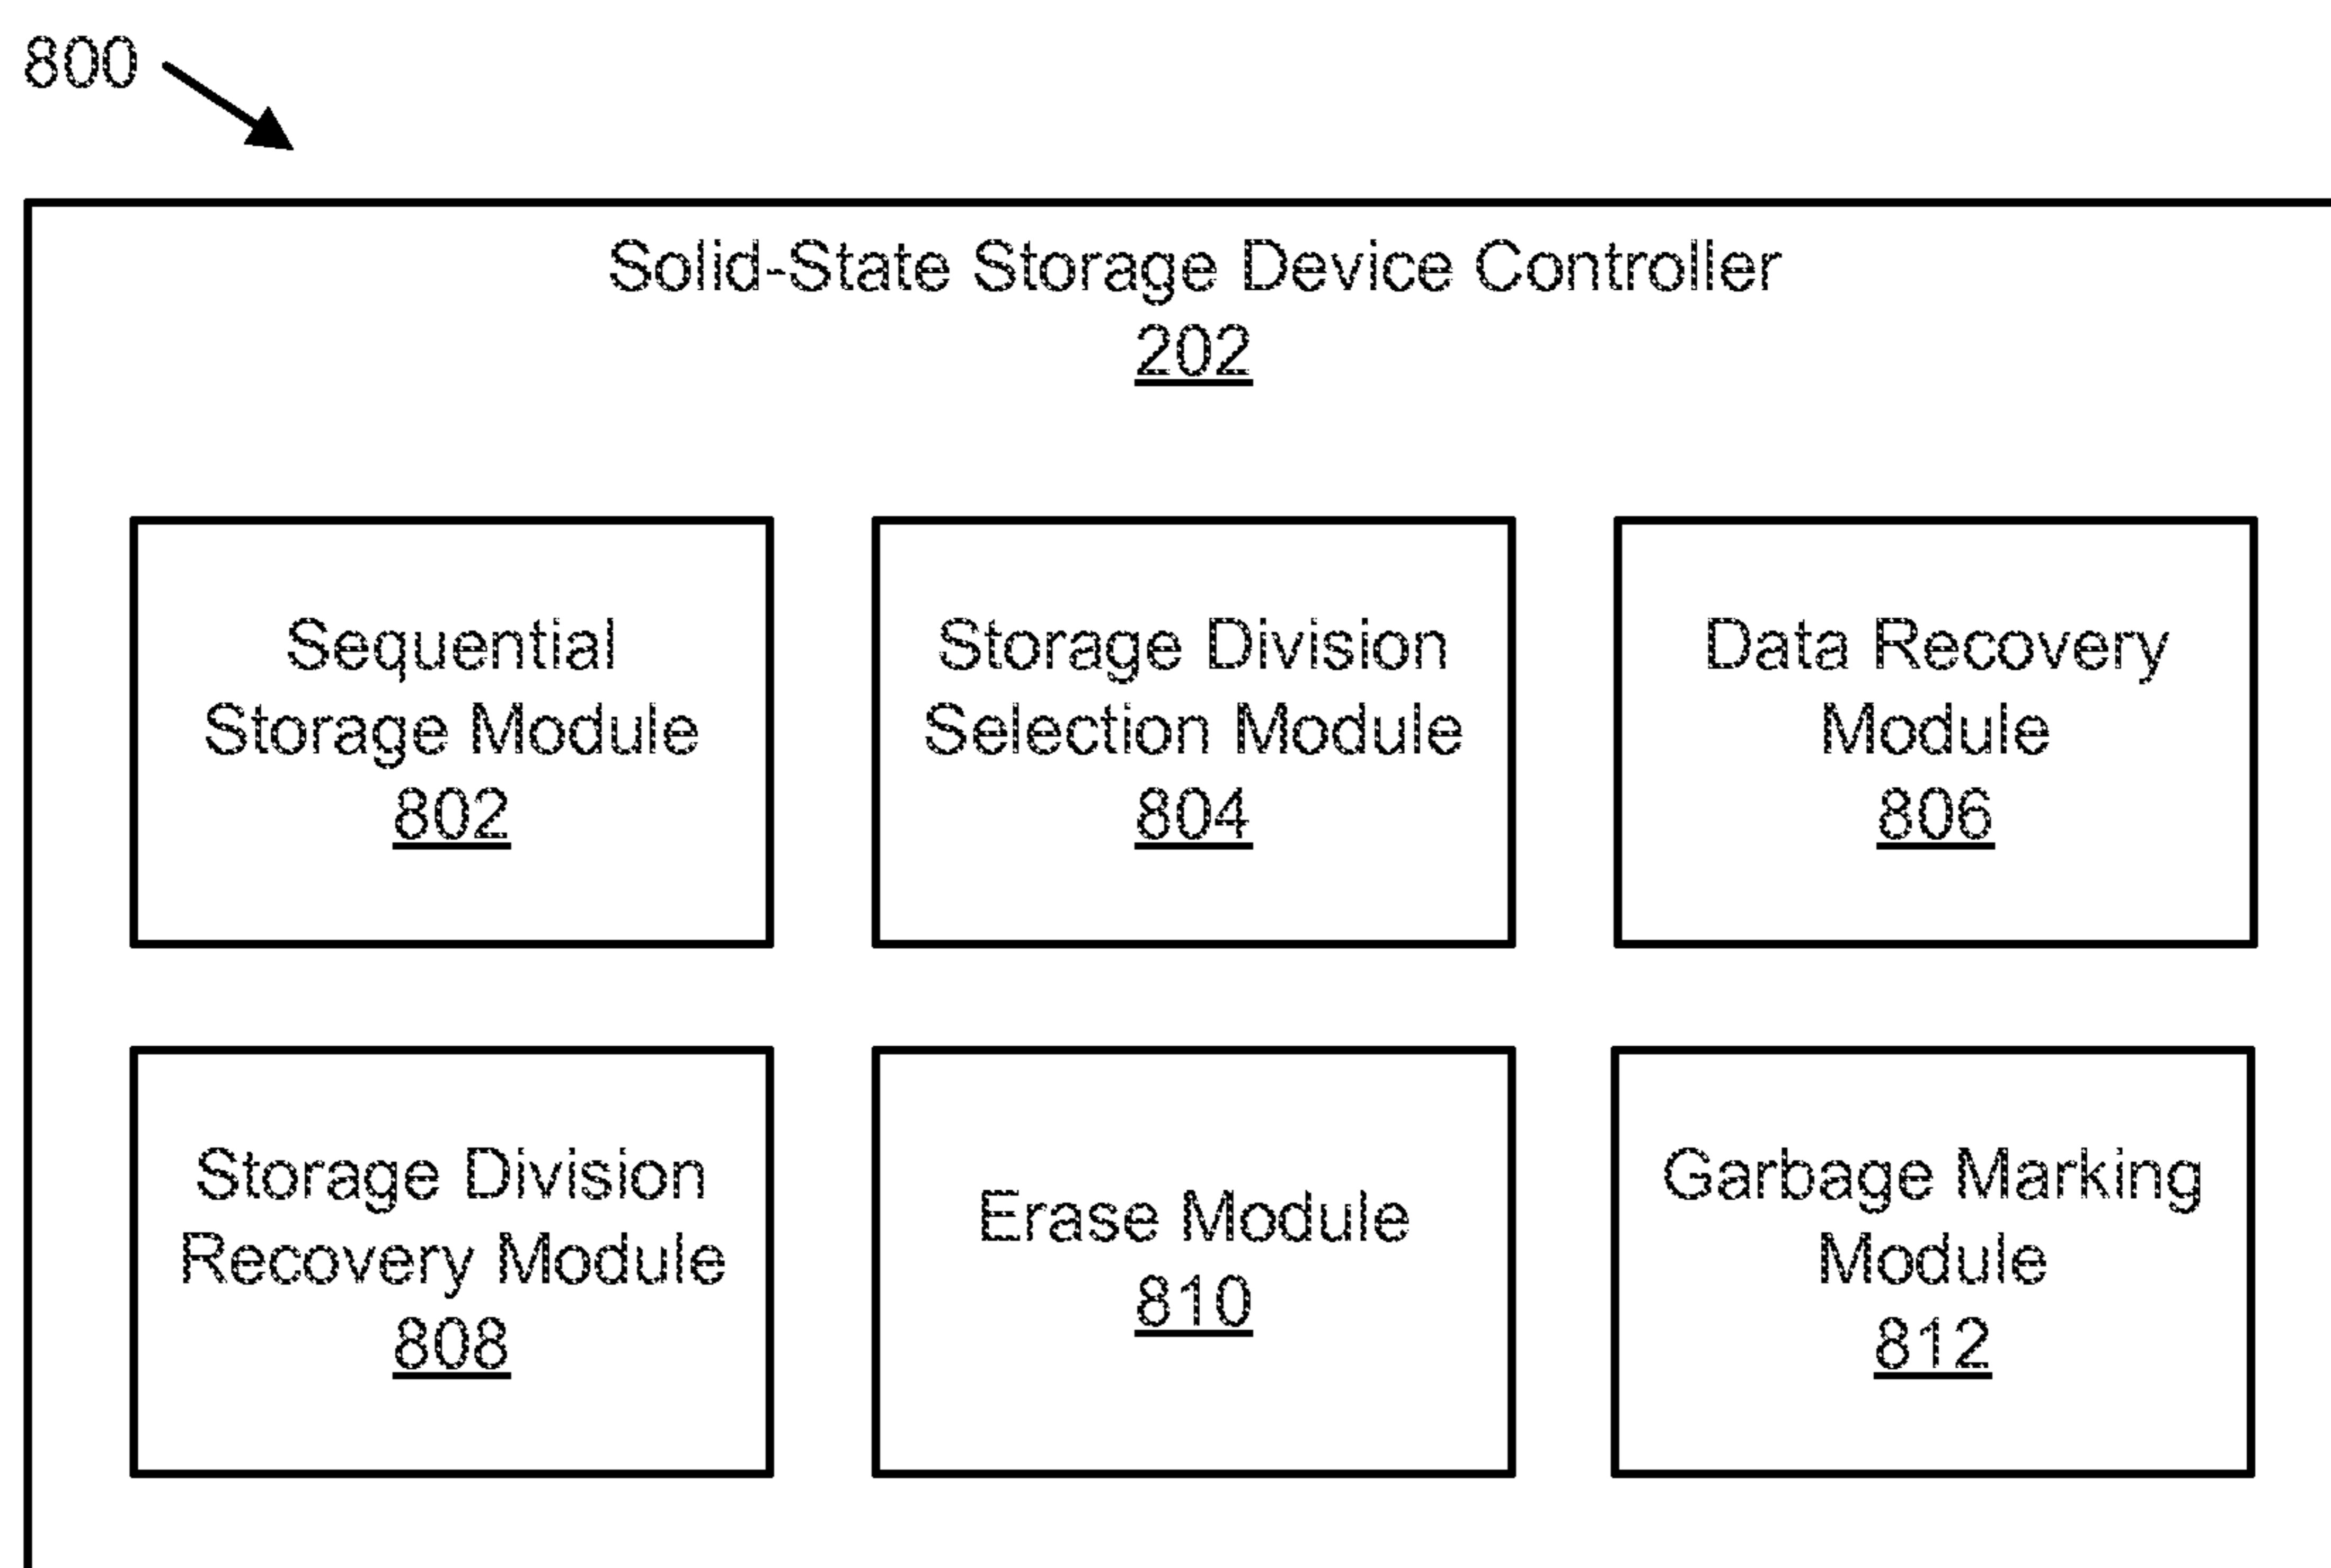 800
Solid-State Storage Device Controller
202
Sequential
Storage Module
802
Storage Division
Selection Module
804
Data Recovery
Module
806
Storage Division
Recovery Module
808
Erase Module
810
Garbage Marking
Module
812